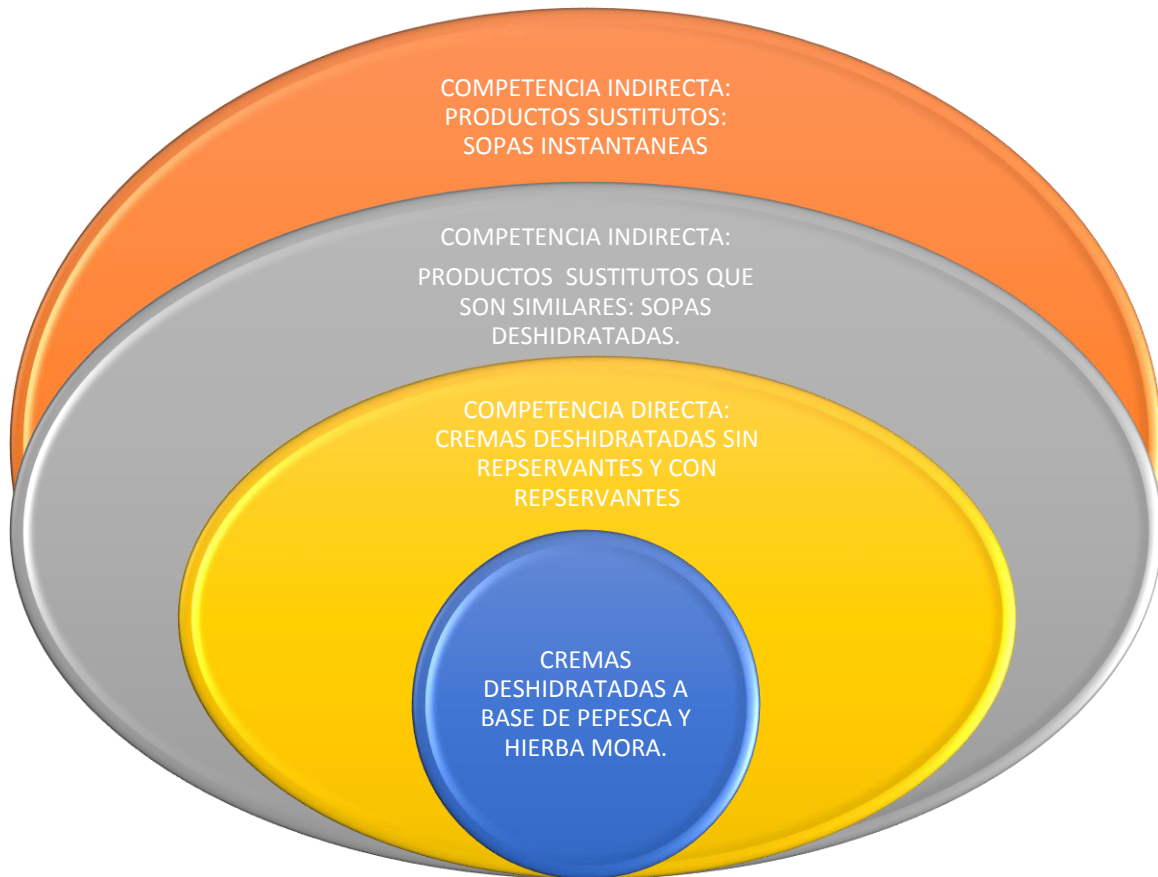 COMPETENCIA INDIRECTA:
PRODUCTOS SUSTITUTOS:
SOPAS INSTANTANEAS
COMPETENCIA INDIRECTA:
PRODUCTOS  SUSTITUTOS QUE
SON SIMILARES: SOPAS
DESHIDRATADAS.
COMPETENCIA DIRECTA:
CREMAS DESHIDRATADAS SIN
REPSERVANTES Y CON
REPSERVANTES
CREMAS
DESHIDRATADAS A
BASE DE PEPESCA Y
HIERBA MORA.